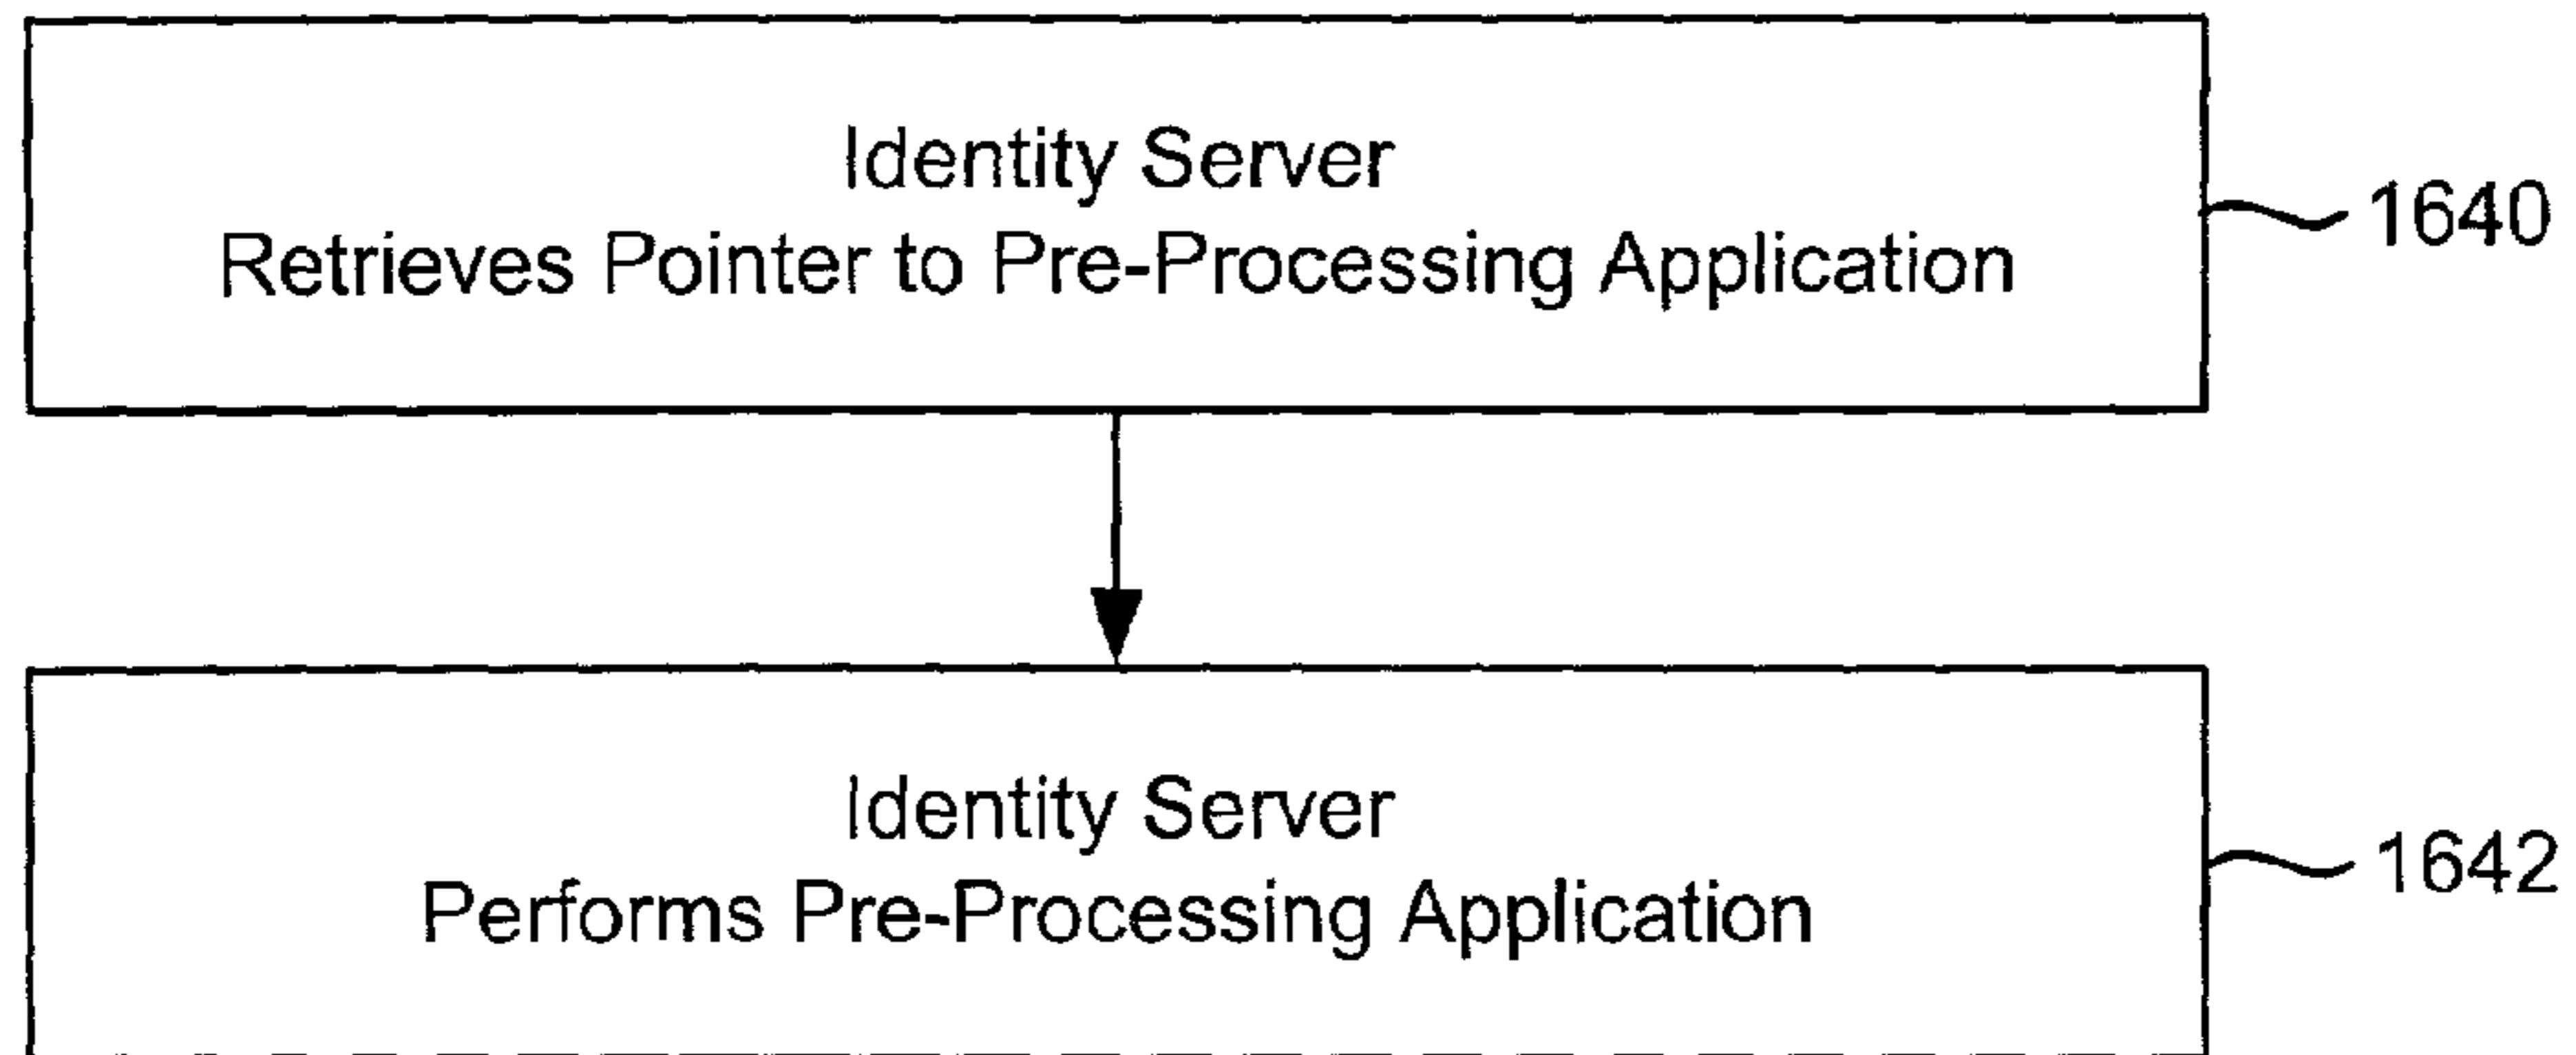 Identity Server
Retrieves Pointer to Pre-Processing Application
1640
Identity Server
Performs Pre-Processing Application
1642